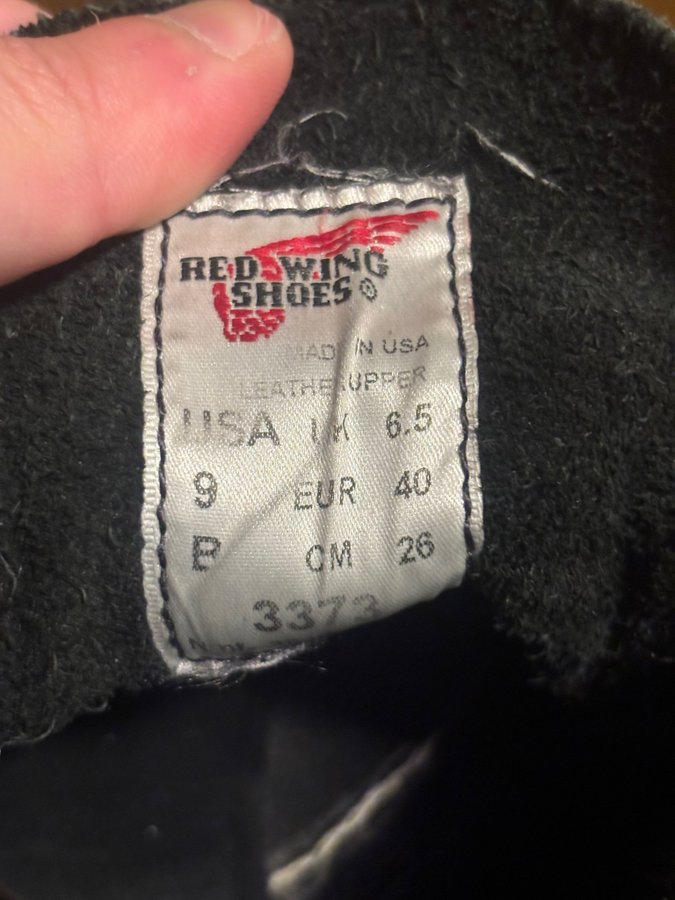 RED WING
SHOES ®
MADE IN USA
LEATHER UPPER
USA UK 6.5
9 EUR 40
B CM 26
3373